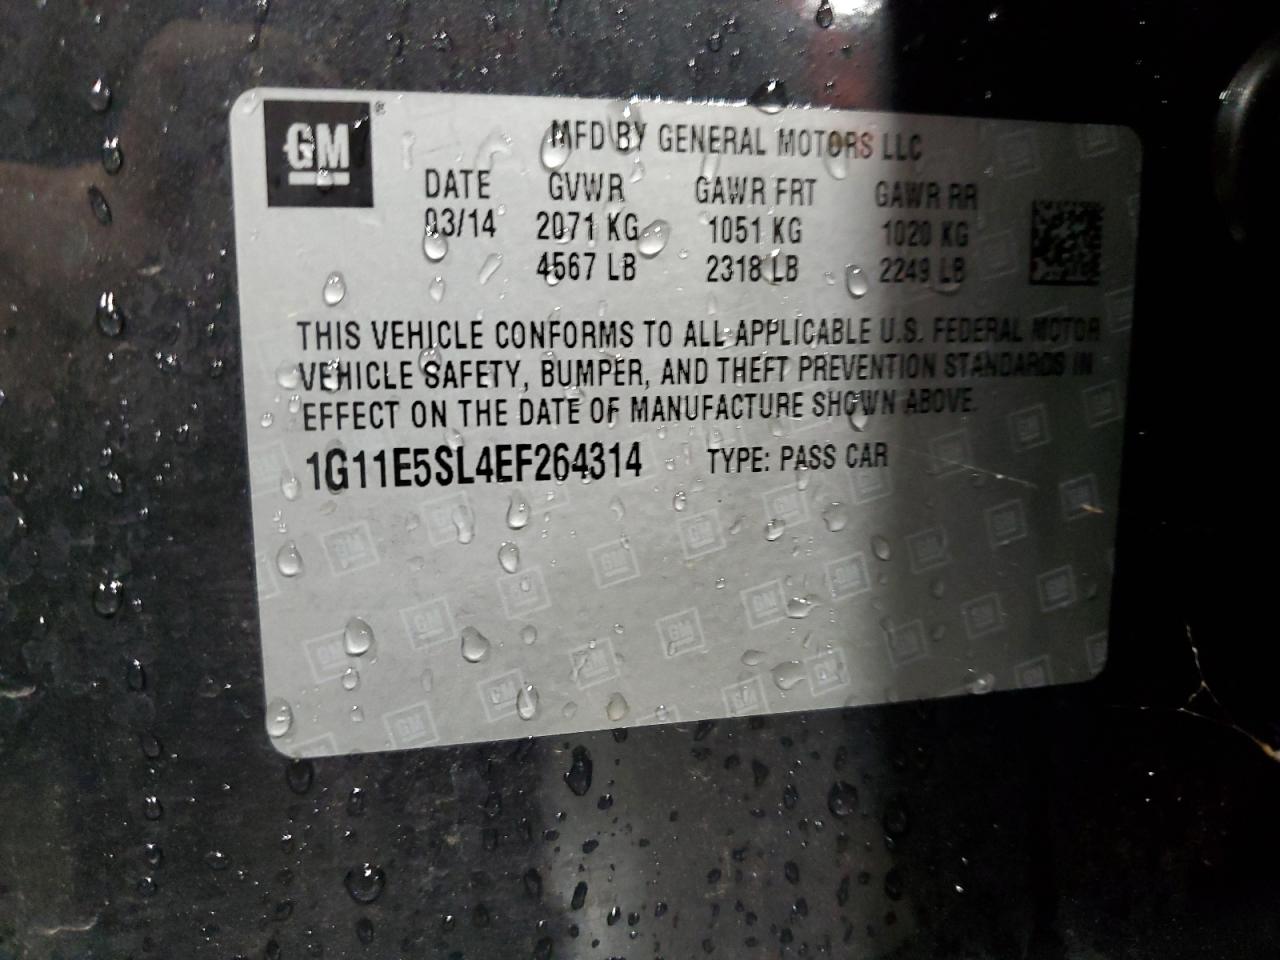 GM®
MFD BY GENERAL MOTORS LLC
DATE GVWR GAWR FRT GAWR RR
03/14 2071 KG 1051 KG 1020 KG
4567 LB 2318 LB 2249 LB
THIS VEHICLE CONFORMS TO ALL APPLICABLE U.S. FEDERAL MOTOR
VEHICLE SAFETY, BUMPER, AND THEFT PREVENTION STANDARDS IN
EFFECT ON THE DATE OF MANUFACTURE SHOWN ABOVE.
1G11E5SL4EF264314 TYPE: PASS CAR